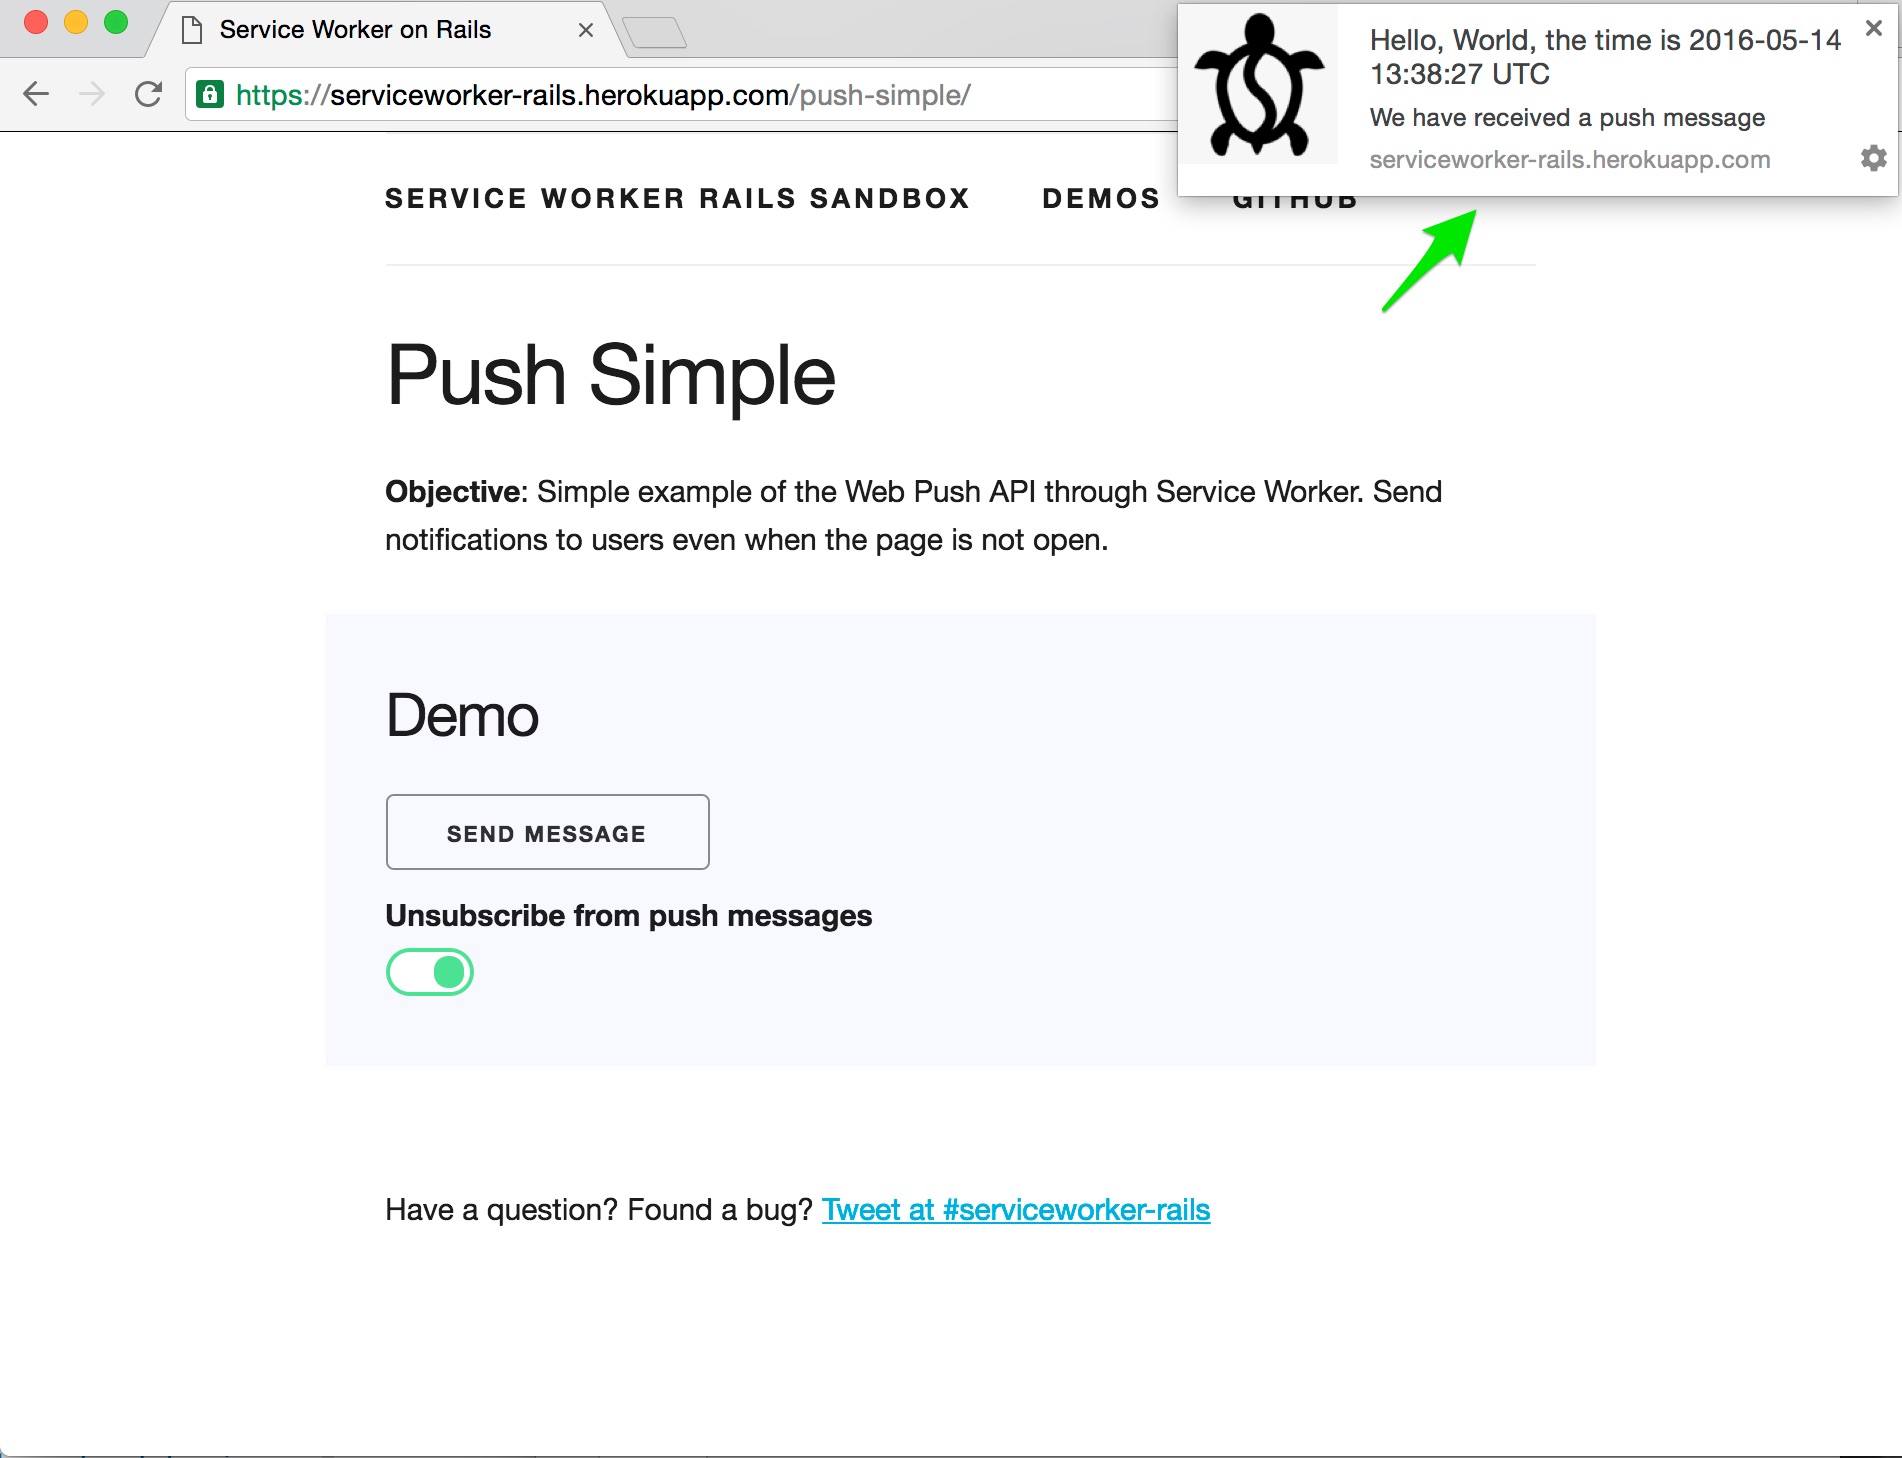 Service Worker on Rails
https://serviceworker-rails.herokuapp.com/push-simple/
Hello, World, the time is 2016-05-14
13:38:27 UTC
We have received a push message
serviceworker-rails.herokuapp.com
SERVICE WORKER RAILS SANDBOX DEMOS GITHUB
Push Simple
Objective: Simple example of the Web Push API through Service Worker. Send
notifications to users even when the page is not open.
Demo
SEND MESSAGE
Unsubscribe from push messages
Have a question? Found a bug? Tweet at #serviceworker-rails